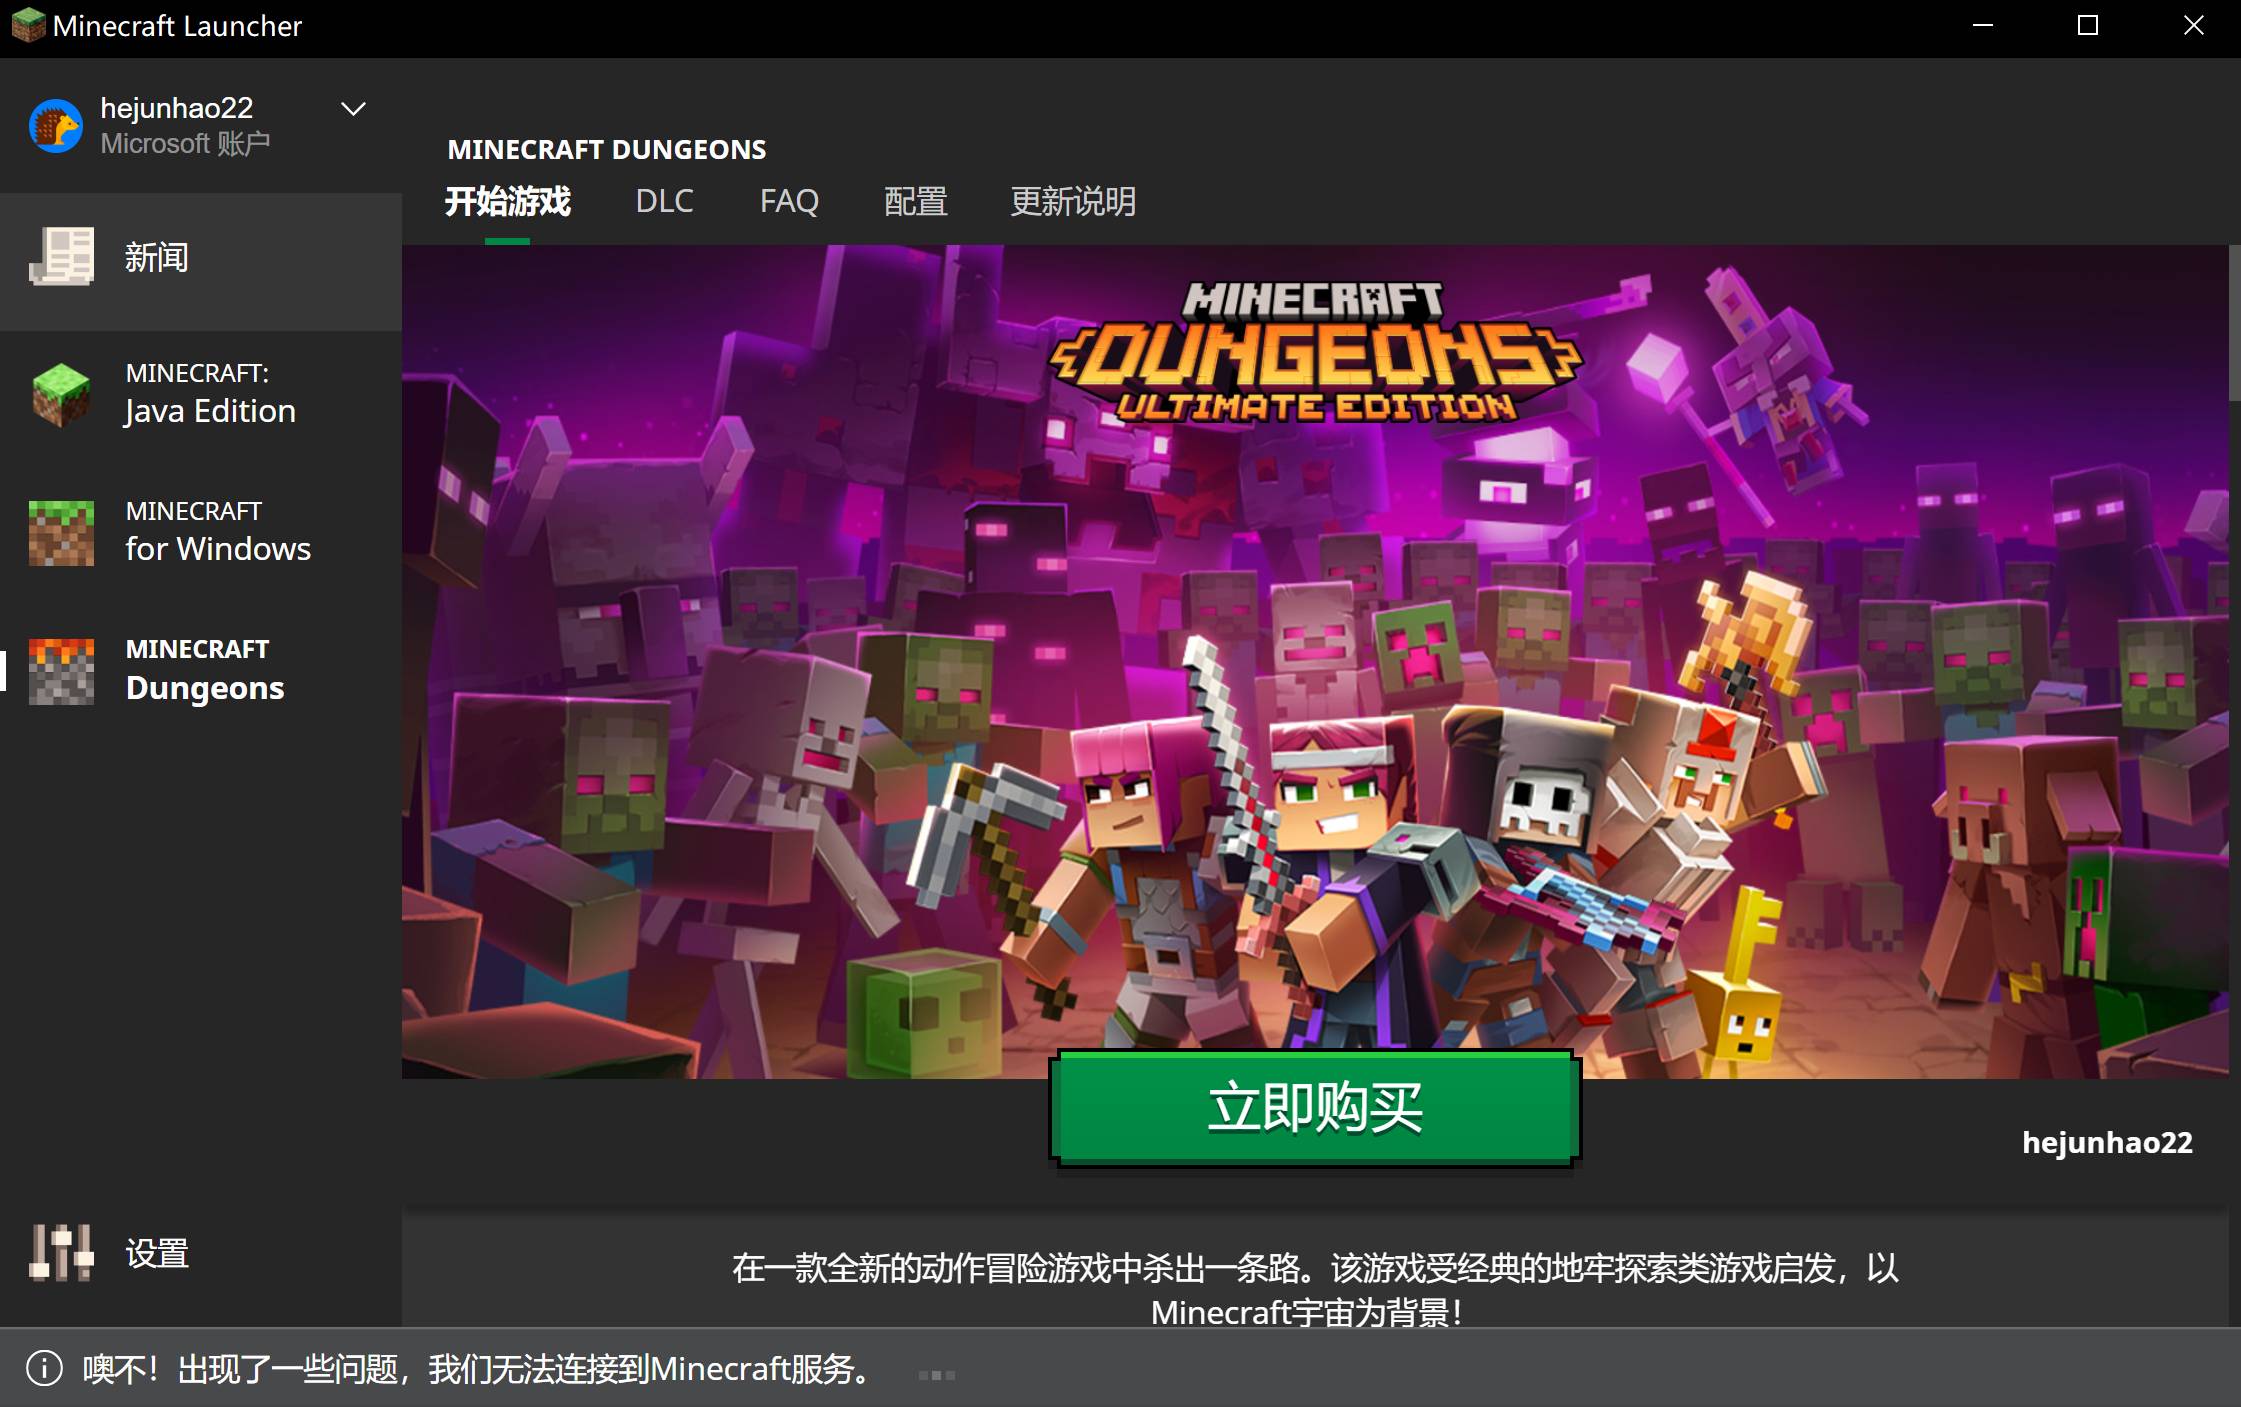 Minecraft Launcher
hejunhao22
Microsoft 账户
新闻
MINECRAFT:
Java Edition
MINECRAFT
for Windows
MINECRAFT
Dungeons
设置
MINECRAFT DUNGEONS
开始游戏 DLC FAQ 配置 更新说明
MINECRAFT
DUNGEONS
ULTIMATE EDITION
立即购买
hejunhao22
在一款全新的动作冒险游戏中杀出一条路。该游戏受经典的地牢探索类游戏启发，以
Minecraft宇宙为背景！
噢不！出现了一些问题，我们无法连接到Minecraft服务。